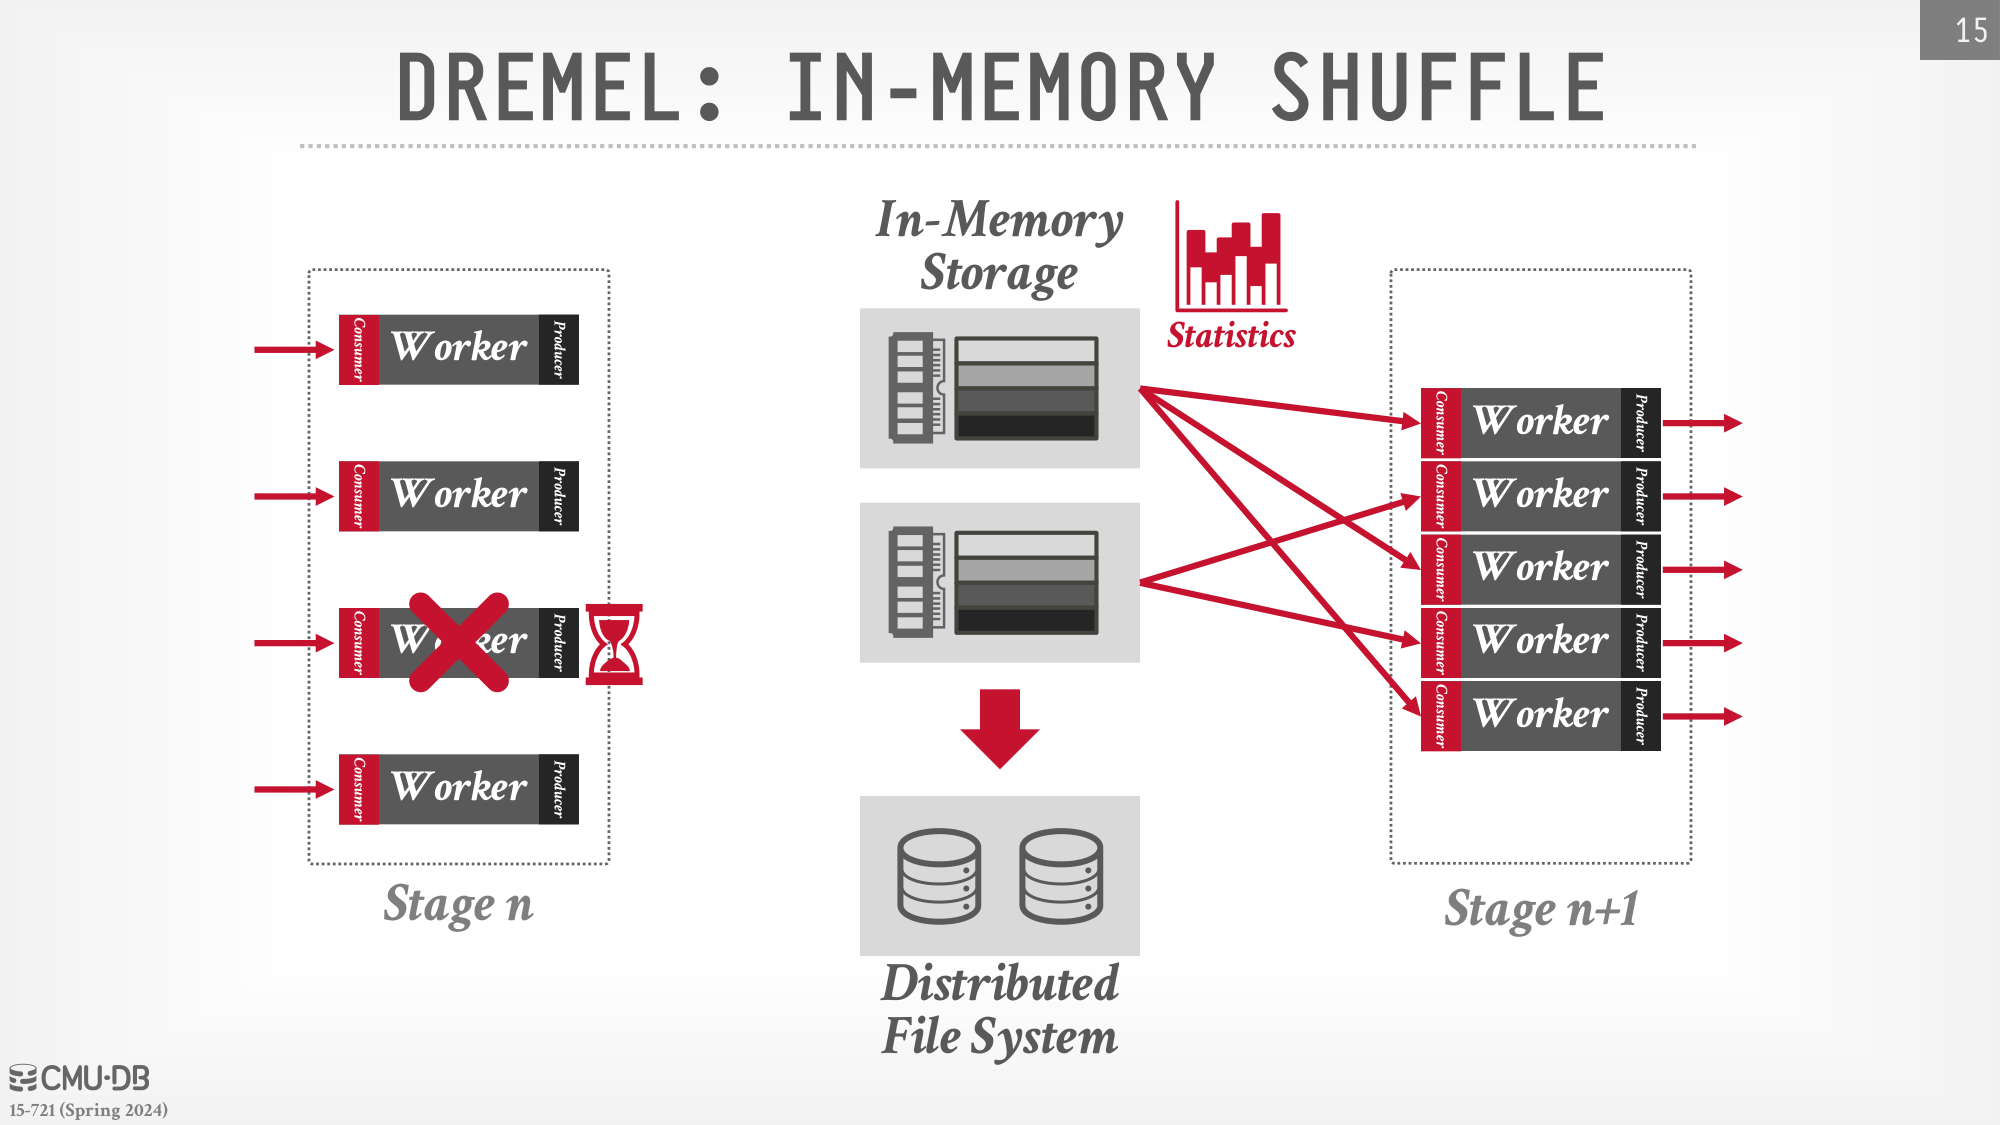 15
DREMEL: IN-MEMORY SHUFFLE
In-Memory
Storage
Statistics
Consumer Worker Producer
Consumer Worker Producer
Consumer Worker Producer
Consumer Worker Producer
Stage n
Consumer Worker Producer
Consumer Worker Producer
Consumer Worker Producer
Consumer Worker Producer
Consumer Worker Producer
Stage n+1
Distributed
File System
CMU·DB
15-721 (Spring 2024)